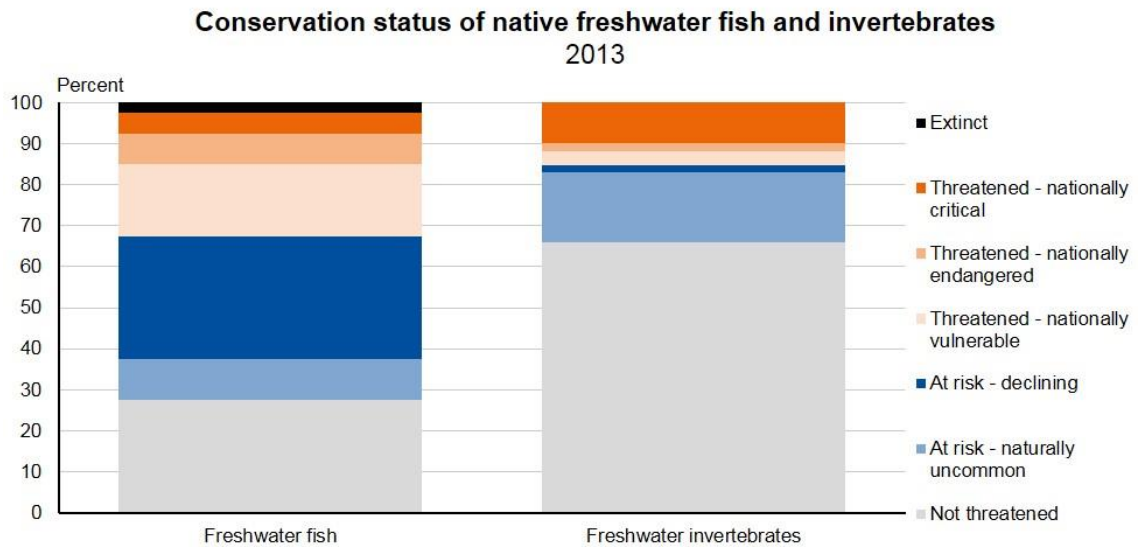 Conservation status of native freshwater fish and invertebrates
2013
Percent
100
90
80
70
60
50
40
30
20
10
0
Freshwater fish
Freshwater invertebrates
Extinct
Threatened - nationally
critical
Threatened - nationally
endangered
Threatened - nationally
vulnerable
At risk - declining
At risk - naturally
uncommon
Not threatened